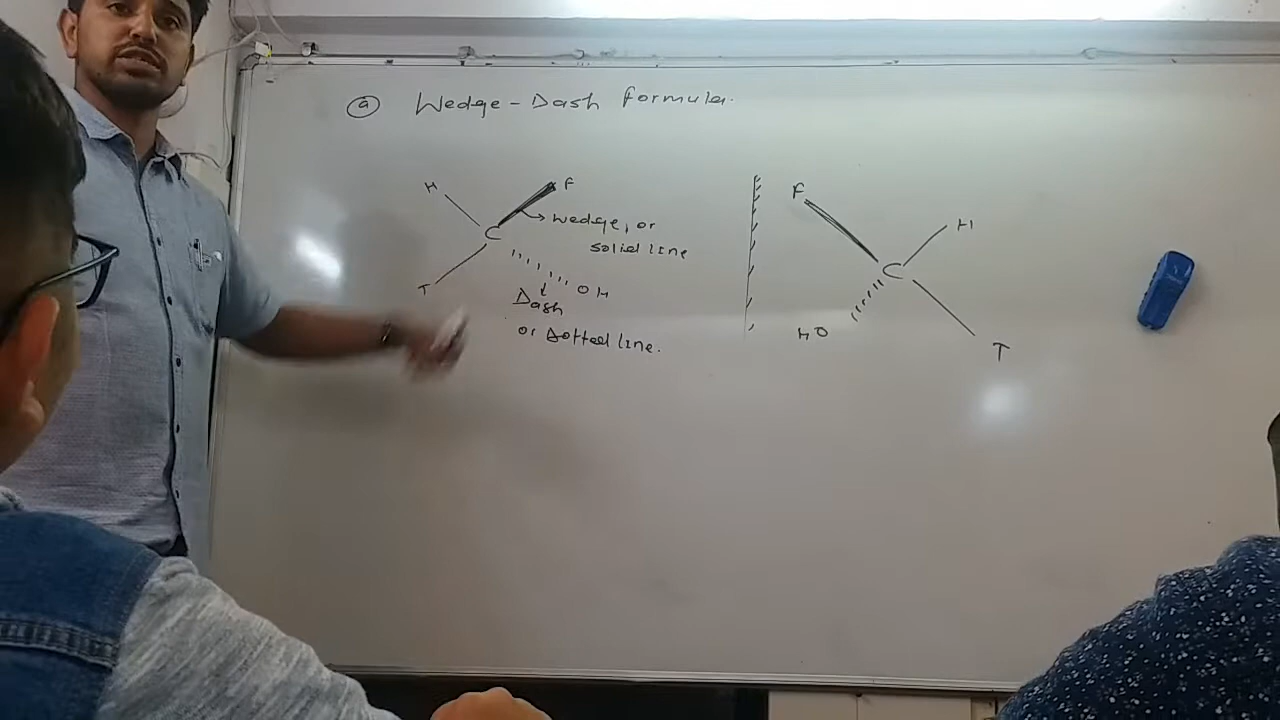 (a) Wedge-Dash formula.
H F
C → wedge, or
solid line
T OH
Dash
or Dotted line.
F H
C
HO T